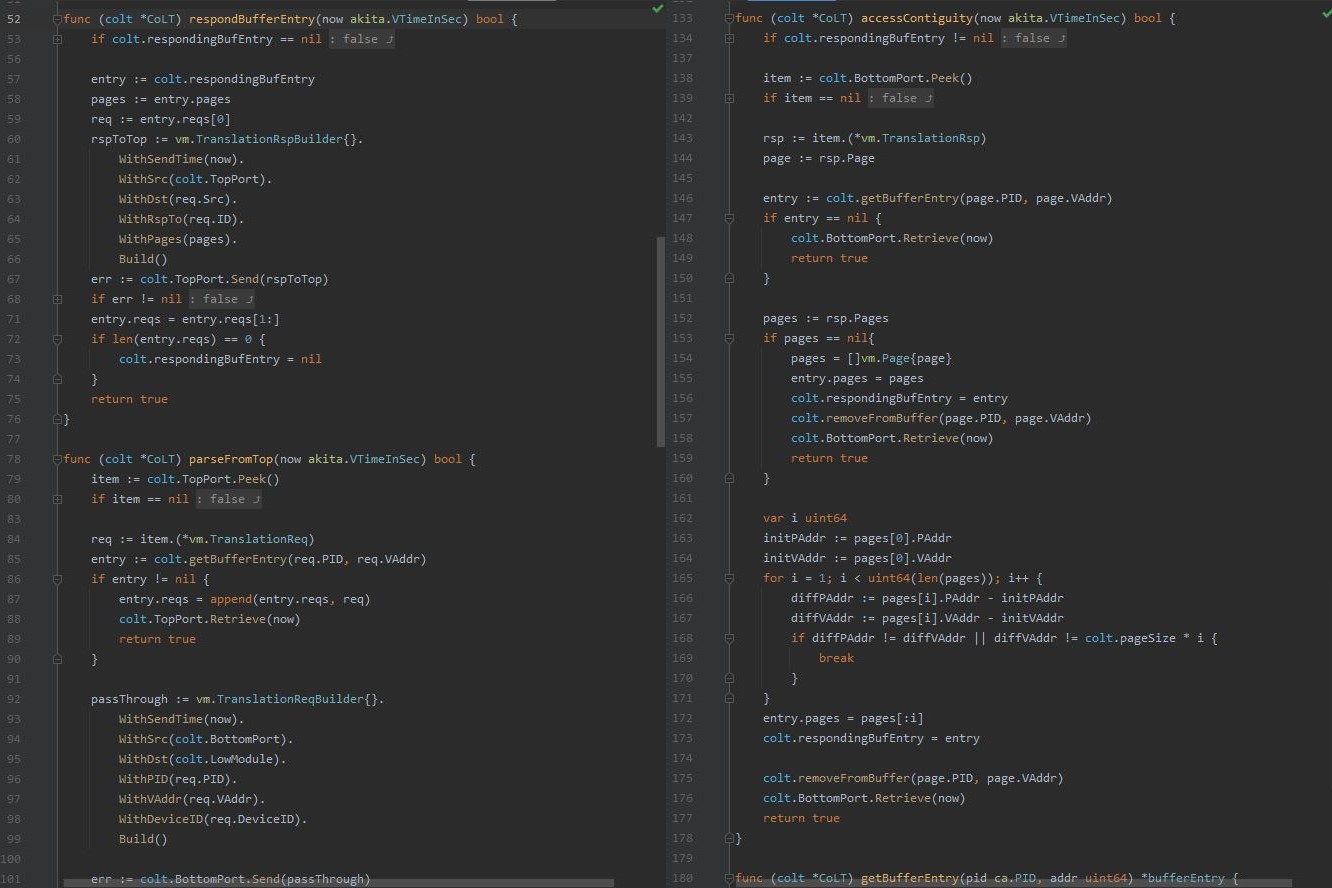 52 func (colt *CoLT) respondBufferEntry(now akita.VTimeInSec) bool {
53 if colt.respondingBufEntry == nil : false
56
57 entry := colt.respondingBufEntry
58 pages := entry.pages
59 req := entry.reqs[0]
60 rspToTop := vm.TranslationRspBuilder{}.
61 WithSendTime(now).
62 WithSrc(colt.TopPort).
63 WithDst(req.Src).
64 WithRspTo(req.ID).
65 WithPages(pages).
66 Build()
67 err := colt.TopPort.Send(rspToTop)
68 if err != nil : false
71 entry.reqs = entry.reqs[1:]
72 if len(entry.reqs) == 0 {
73 colt.respondingBufEntry = nil
74 }
75 return true
76 }
77
78 func (colt *CoLT) parseFromTop(now akita.VTimeInSec) bool {
79 item := colt.TopPort.Peek()
80 if item == nil : false
83
84 req := item.(*vm.TranslationReq)
85 entry := colt.getBufferEntry(req.PID, req.VAddr)
86 if entry != nil {
87 entry.reqs = append(entry.reqs, req)
88 colt.TopPort.Retrieve(now)
89 return true
90 }
91
92 passThrough := vm.TranslationReqBuilder{}.
93 WithSendTime(now).
94 WithSrc(colt.BottomPort).
95 WithDst(colt.LowModule).
96 WithPID(req.PID).
97 WithVAddr(req.VAddr).
98 WithDeviceID(req.DeviceID).
99 Build()
100
101 err := colt.BottomPort.Send(passThrough)
133 func (colt *CoLT) accessContiguity(now akita.VTimeInSec) bool {
134 if colt.respondingBufEntry != nil : false
137
138 item := colt.BottomPort.Peek()
139 if item == nil : false
142
143 rsp := item.(*vm.TranslationRsp)
144 page := rsp.Page
145
146 entry := colt.getBufferEntry(page.PID, page.VAddr)
147 if entry == nil {
148 colt.BottomPort.Retrieve(now)
149 return true
150 }
151
152 pages := rsp.Pages
153 if pages == nil{
154 pages = []vm.Page{page}
155 entry.pages = pages
156 colt.respondingBufEntry = entry
157 colt.removeFromBuffer(page.PID, page.VAddr)
158 colt.BottomPort.Retrieve(now)
159 return true
160 }
161
162 var i uint64
163 initPAddr := pages[0].PAddr
164 initVAddr := pages[0].VAddr
165 for i = 1; i < uint64(len(pages)); i++ {
166 diffPAddr := pages[i].PAddr - initPAddr
167 diffVAddr := pages[i].VAddr - initVAddr
168 if diffPAddr != diffVAddr || diffVAddr != colt.pageSize * i {
169 break
170 }
171 }
172 entry.pages = pages[:i]
173 colt.respondingBufEntry = entry
174
175 colt.removeFromBuffer(page.PID, page.VAddr)
176 colt.BottomPort.Retrieve(now)
177 return true
178 }
179
180 func (colt *CoLT) getBufferEntry(pid ca.PID, addr uint64) *bufferEntry {